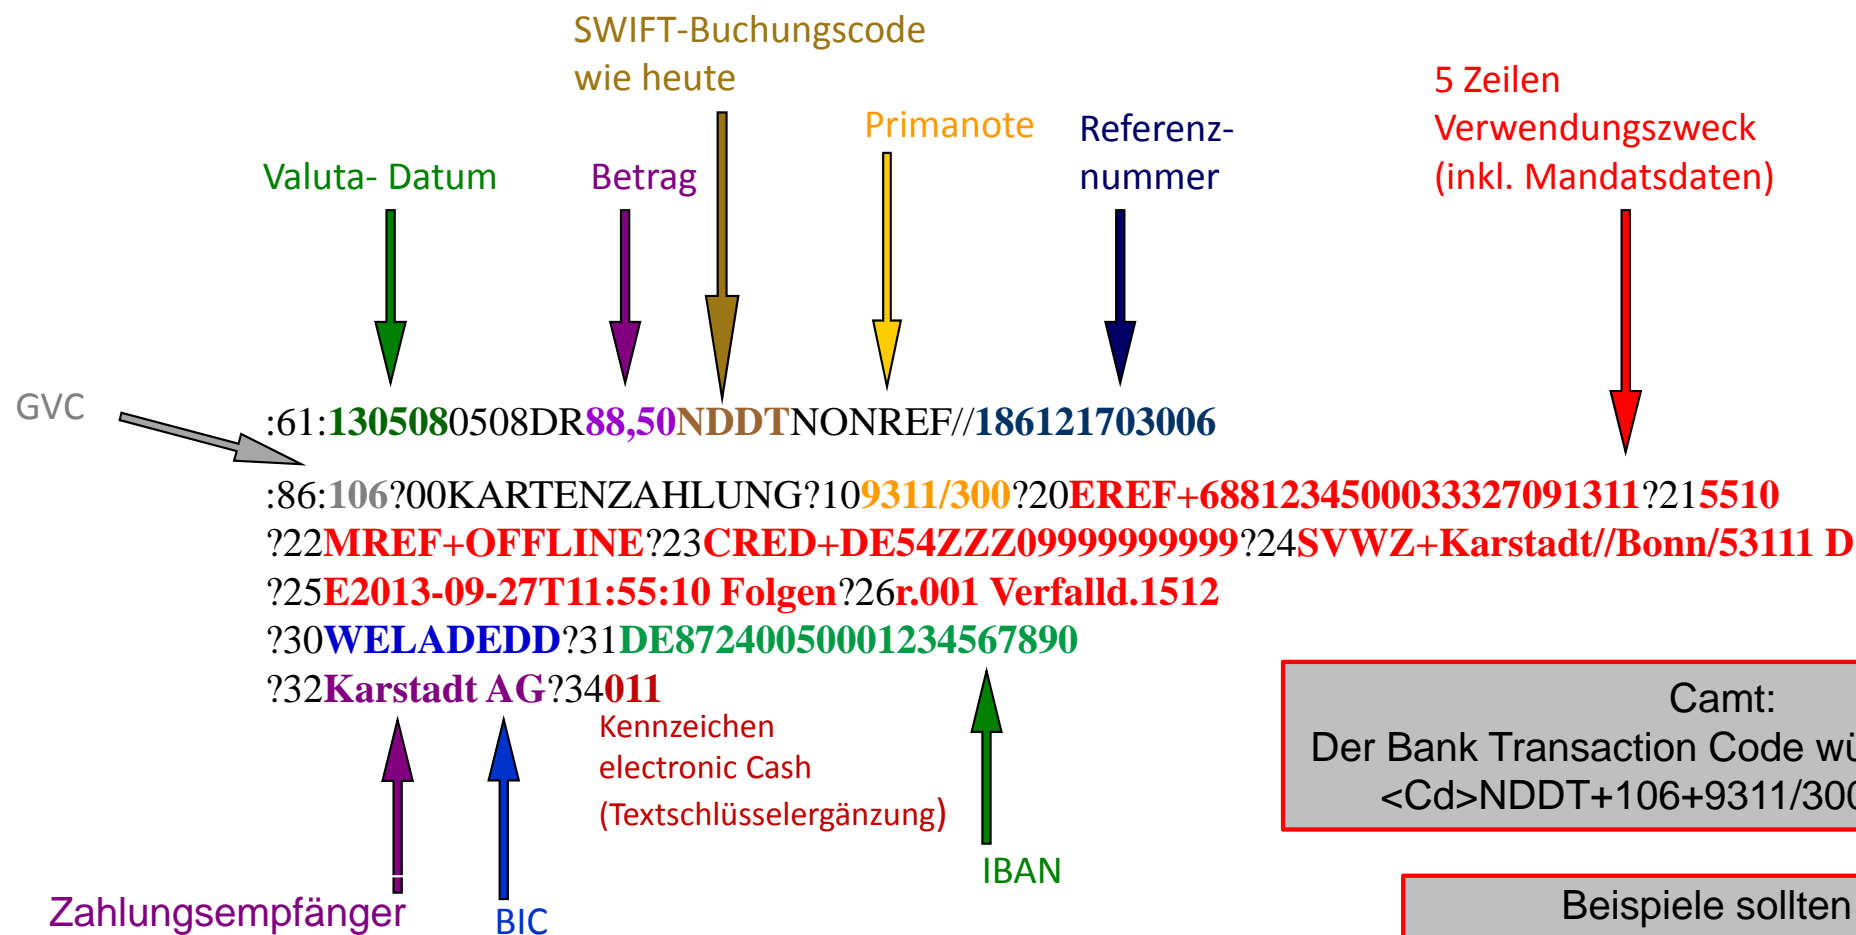 SWIFT-Buchungscode
wie heute
5 Zeilen
Verwendungszweck
(inkl. Mandatsdaten)
Primanote
Referenz-
nummer
Valuta- Datum
Betrag
GVC
:61:1305080508DR88,50NDDTNONREF//186121703006
:86:106?00KARTENZAHLUNG?109311/300?20EREF+6881234500033327091311?215510
?22MREF+OFFLINE?23CRED+DE54ZZZ09999999999?24SVWZ+Karstadt//Bonn/53111 D
?25E2013-09-27T11:55:10 Folgen?26r.001 Verfalld.1512
?30WELADEDD?31DE87240050001234567890
?32Karstadt AG?34011
Kennzeichen
electronic Cash
(Textschlüsselergänzung)
IBAN
Zahlungsempfänger
BIC
Camt:
Der Bank Transaction Code
<Cd>NDDT+106+9311/300
Beispiele sollten